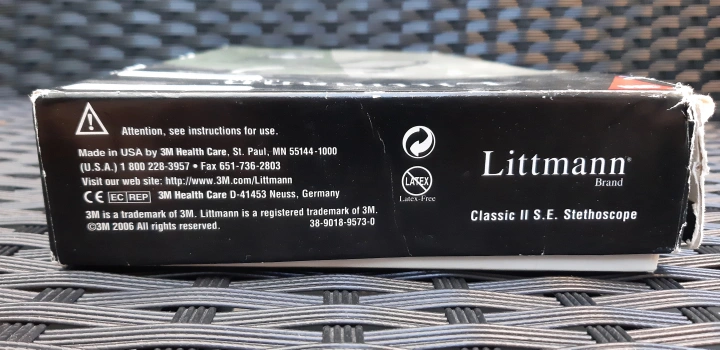 Attention, see instructions for use.
Made in USA by 3M Health Care, St. Paul, MN 55144-1000
(U.S.A.) 1 800 228-3957 • Fax 651-736-2803
Visit our web site: http://www.3M.com/Littmann
CE EC REP 3M Health Care D-41453 Neuss, Germany
3M is a trademark of 3M. Littmann is a registered trademark of 3M.
©3M 2006 All rights reserved. 38-9018-9573-0
LATEX
Latex-Free
Littmann®
Brand
Classic II S.E. Stethoscope